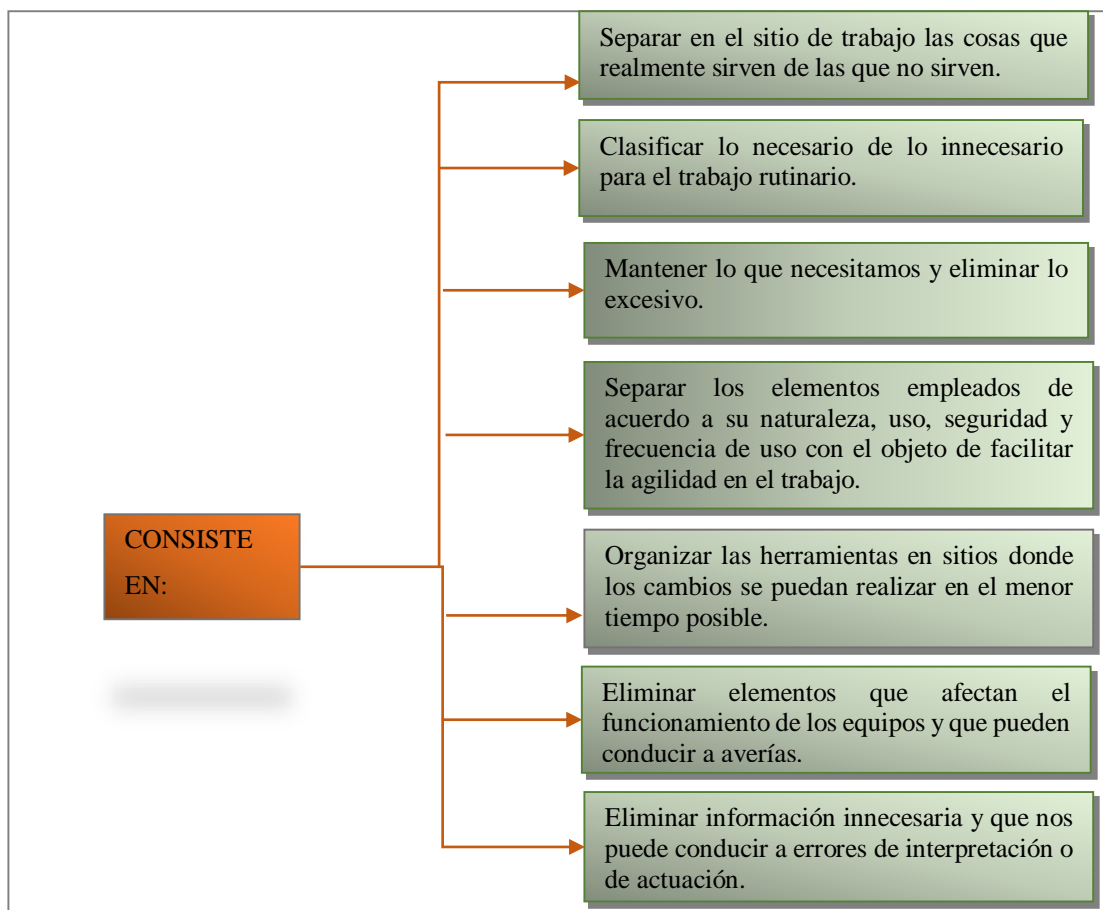 Separar en el sitio de trabajo las cosas que
realmente sirven de las que no sirven.
Clasificar lo necesario de lo innecesario
para el trabajo rutinario.
Mantener lo que necesitamos y eliminar lo
excesivo.
Separar los elementos empleados de
acuerdo a su naturaleza, uso, seguridad y
frecuencia de uso con el objeto de facilitar
la agilidad en el trabajo.
CONSISTE
EN:
Organizar las herramientas en sitios donde
los cambios se puedan realizar en el menor
tiempo posible.
Eliminar elementos que afectan el
funcionamiento de los equipos y que pueden
conducir a averías.
Eliminar información innecesaria y que nos
puede conducir a errores de interpretación o
de actuación.